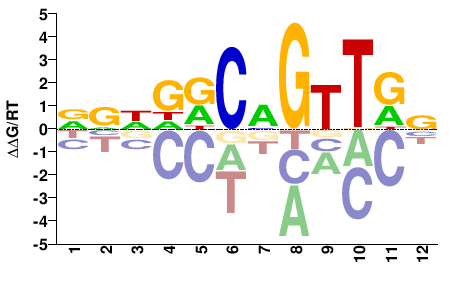 5
4
3
2
1
0
-1
-2
-3
-4
-5
ΔΔG/RT
G G T G G C A G T T G G
A A T A A A
T C T G G G T G A T C
C T C C C A T C C A C C T
T A
1 2 3 4 5 6 7 8 9 10 11 12